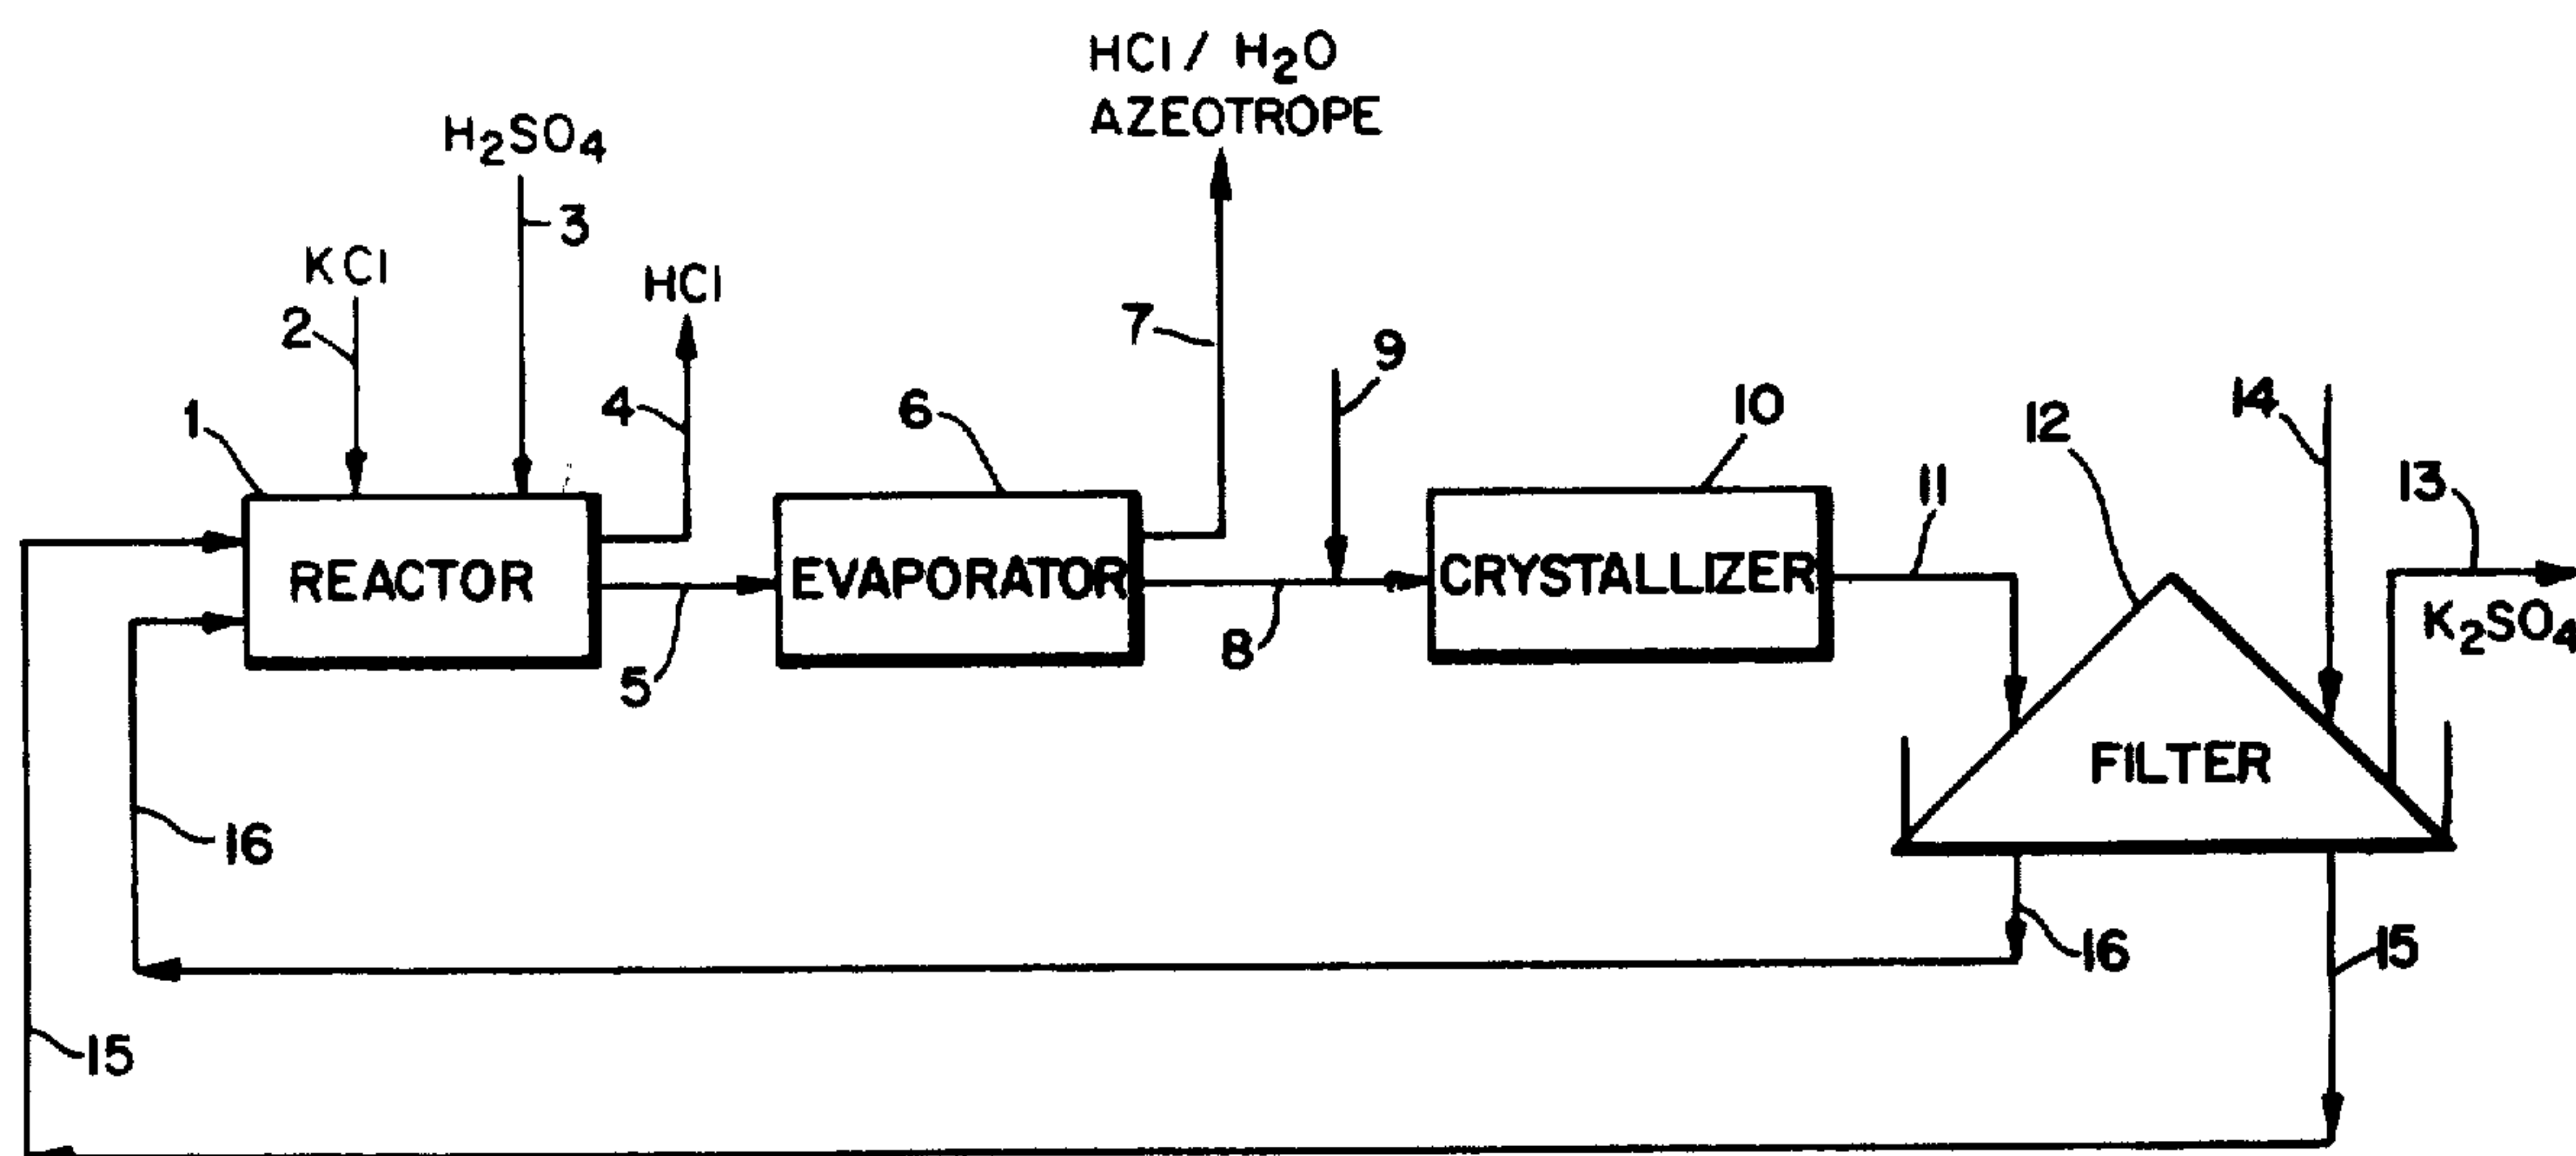 HCl / H2O
AZEOTROPE
H2SO4
3
KCl
2
HCl
4
7
9
1
6
10
12
14
13
11
REACTOR
EVAPORATOR
CRYSTALLIZER
K2SO4
5
8
FILTER
16
16
15
15